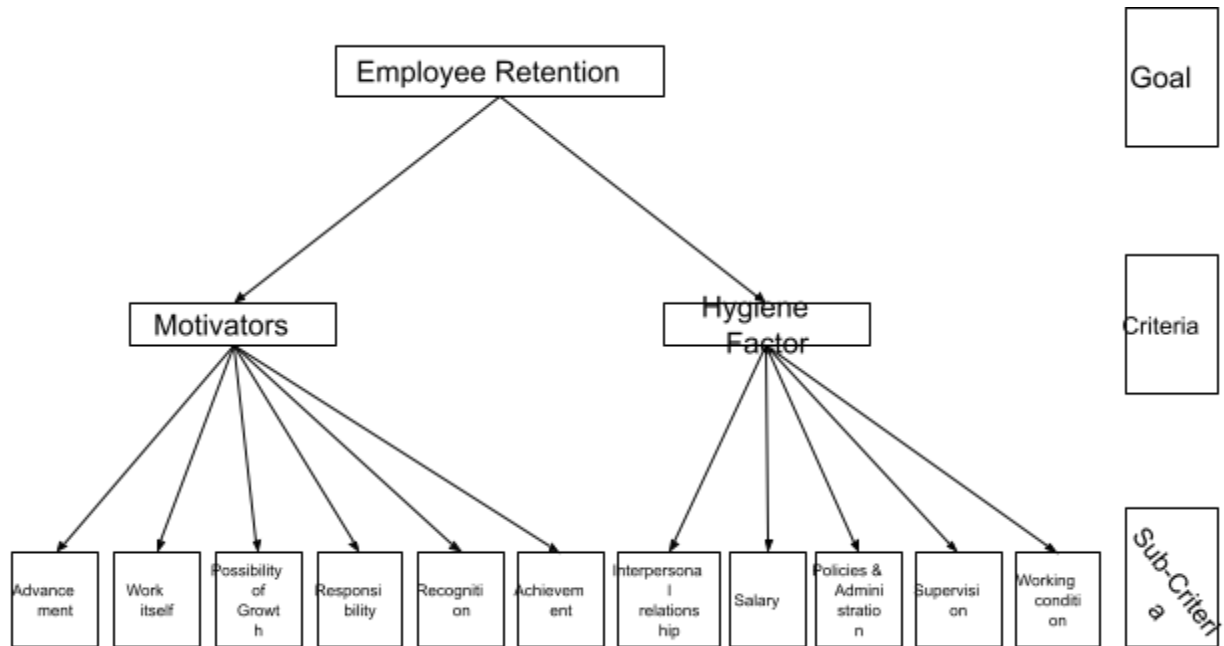 Employee Retention
Goal
Motivators
Hygiene
Factor
Criteria
Advance
ment
Work
itself
Possibility
of
Growt
h
Responsi
bility
Recogniti
on
Achievem
ent
Interpersona
l
relations
hip
Salary
Policies &
Admini
stratio
n
Supervisi
on
Working
conditi
on
Sub-Criteri
a